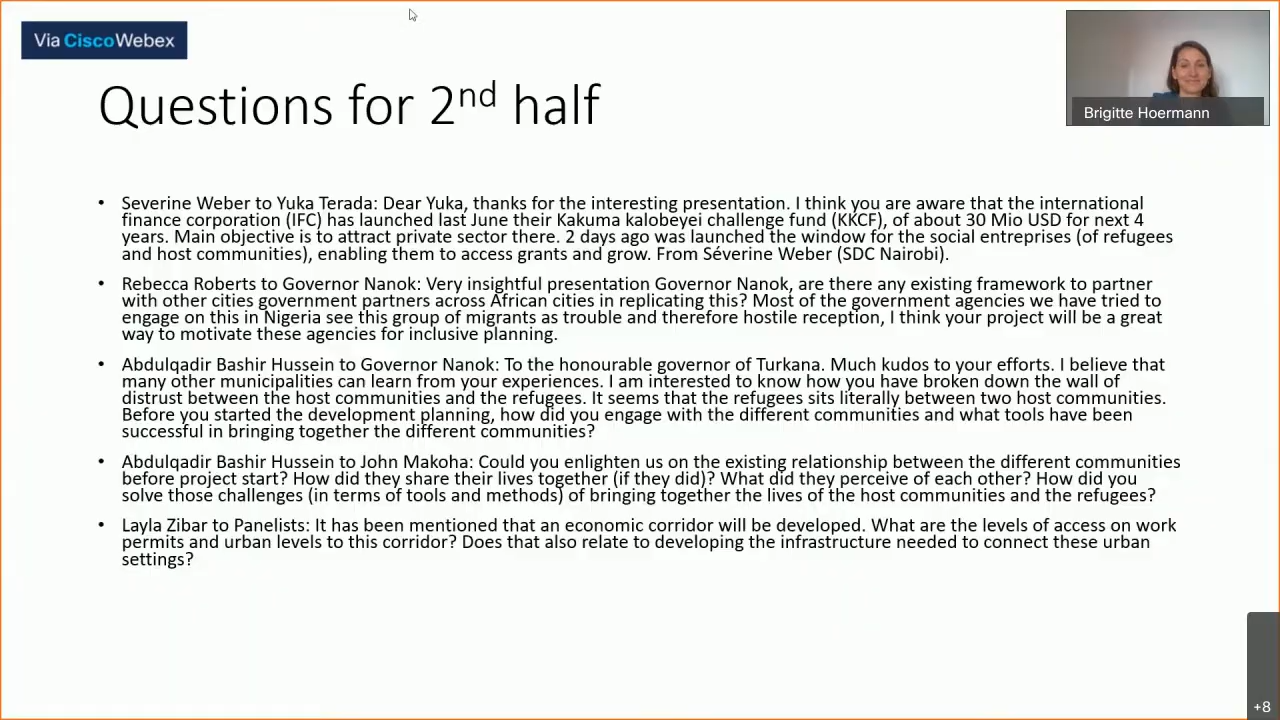 Via CiscoWebex
Brigitte Hoermann
Questions for 2nd half
• Severine Weber to Yuka Terada: Dear Yuka, thanks for the interesting presentation. I think you are aware that the international
finance corporation (IFC) has launched last June their Kakuma kalobeyei challenge fund (KKCF), of about 30 Mio USD for next 4
years. Main objective is to attract private sector there. 2 days ago was launched the window for the social entreprises (of refugees
and host communities), enabling them to access grants and grow. From Séverine Weber (SDC Nairobi).
• Rebecca Roberts to Governor Nanok: Very insightful presentation Governor Nanok, are there any existing framework to partner
with other cities government partners across African cities in replicating this? Most of the government agencies we have tried to
engage on this in Nigeria see this group of migrants as trouble and therefore hostile reception, I think your project will be a great
way to motivate these agencies for inclusive planning.
• Abdulqadir Bashir Hussein to Governor Nanok: To the honourable governor of Turkana. Much kudos to your efforts. I believe that
many other municipalities can learn from your experiences. I am interested to know how you have broken down the wall of
distrust between the host communities and the refugees. It seems that the refugees sits literally between two host communities.
Before you started the development planning, how did you engage with the different communities and what tools have been
successful in bringing together the different communities?
• Abdulqadir Bashir Hussein to John Makoha: Could you enlighten us on the existing relationship between the different communities
before project start? How did they share their lives together (if they did)? What did they perceive of each other? How did you
solve those challenges (in terms of tools and methods) of bringing together the lives of the host communities and the refugees?
• Layla Zibar to Panelists: It has been mentioned that an economic corridor will be developed. What are the levels of access on work
permits and urban levels to this corridor? Does that also relate to developing the infrastructure needed to connect these urban
settings?
+8